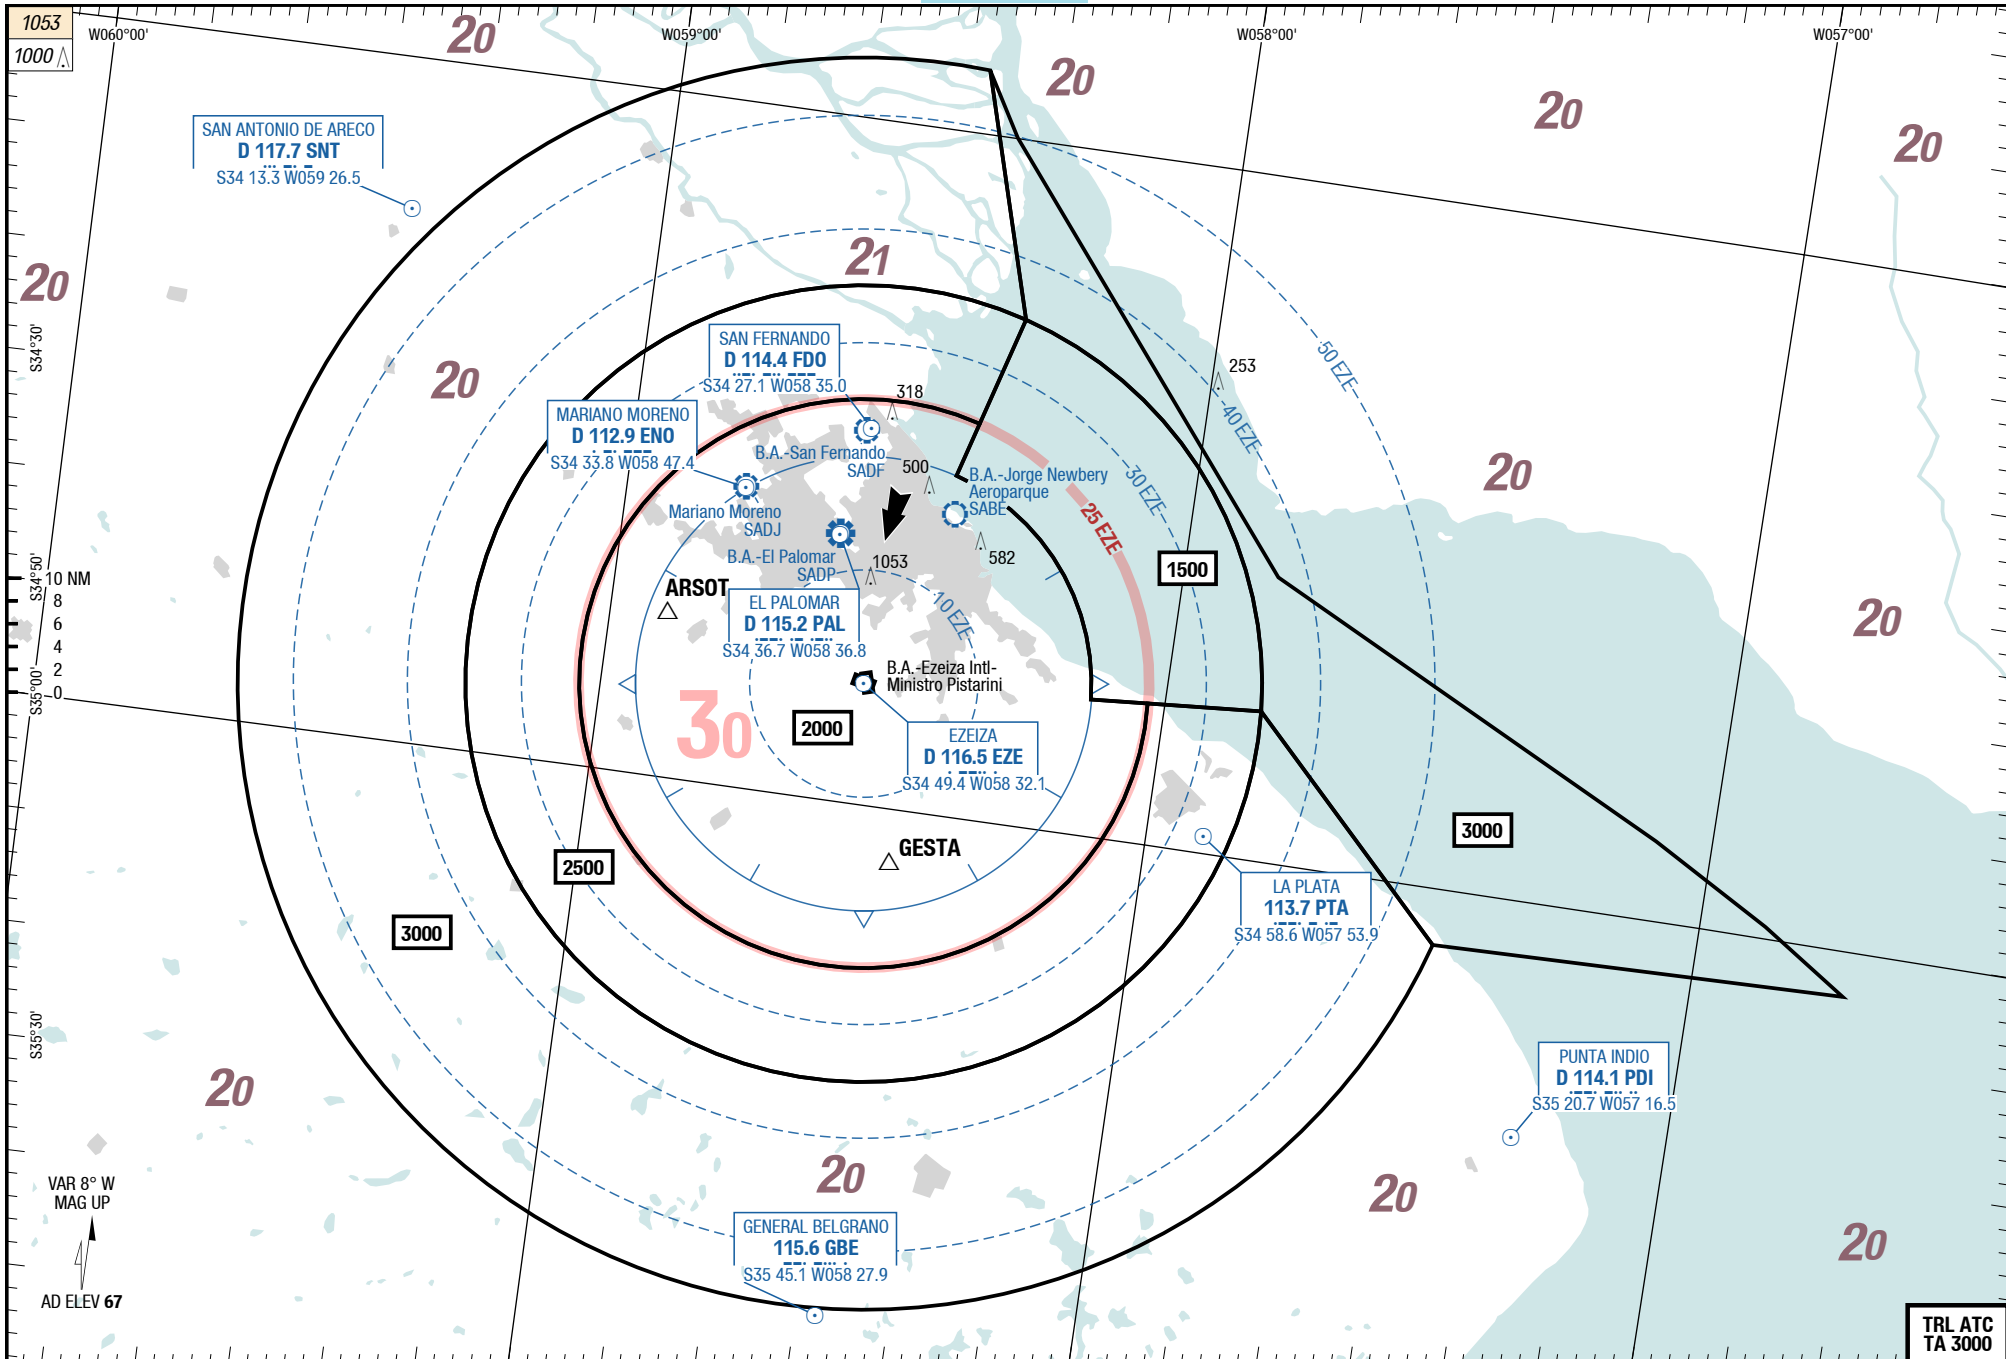 1053
1000
W060°00'
W059°00'
W058°00'
W057°00'
20
20
20
20
SAN ANTONIO DE ARECO
D 117.7 SNT
S34 13.3 W059 26.5
20
21
S34°30'
20
SAN FERNANDO
D 114.4 FDO
S34 27.1 W058 35.0
318
253
50 EZE
40 EZE
30 EZE
25 EZE
10 EZE
MARIANO MORENO
D 112.9 ENO
S34 33.8 W058 47.4
B.A.-San Fernando
SADF
500
B.A.-Jorge Newbery
Aeroparque
SABE
20
Mariano Moreno
SADJ
B.A.-El Palomar
SADP
1053
582
1500
S34°50'
10 NM
8
6
4
2
0
ARSOT
EL PALOMAR
D 115.2 PAL
S34 36.7 W058 36.8
20
B.A.-Ezeiza Intl-
Ministro Pistarini
S35°00'
30
2000
EZEIZA
D 116.5 EZE
S34 49.4 W058 32.1
GESTA
2500
3000
3000
LA PLATA
113.7 PTA
S34 58.6 W057 53.9
S35°30'
20
PUNTA INDIO
D 114.1 PDI
S35 20.7 W057 16.5
20
20
20
VAR 8° W
MAG UP
AD ELEV 67
GENERAL BELGRANO
115.6 GBE
S35 45.1 W058 27.9
TRL ATC
TA 3000